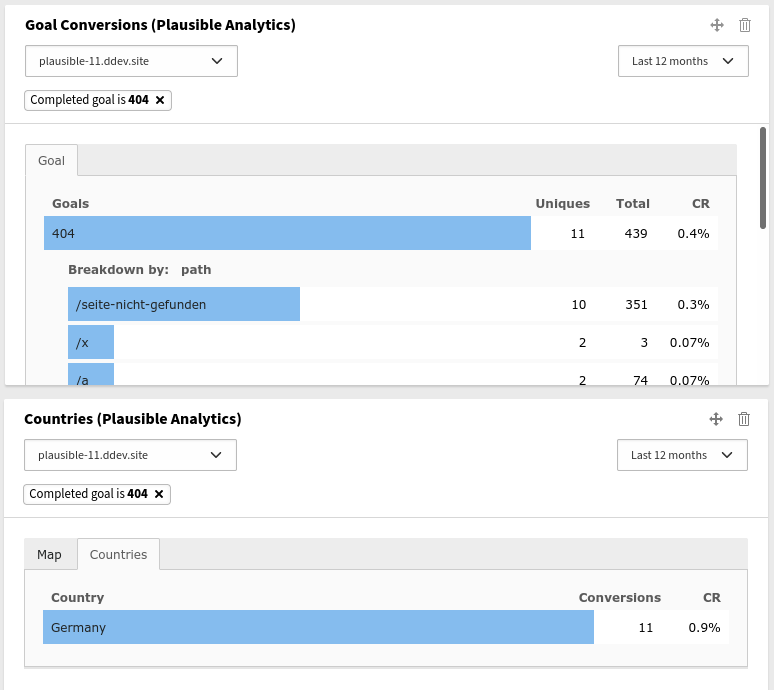 Goal Conversions (Plausible Analytics)
plausible-11.ddev.site
Last 12 months
Completed goal is 404 ×
Goal
Goals Uniques Total CR
404 11 439 0.4%
Breakdown by: path
/seite-nicht-gefunden 10 351 0.3%
/x 2 3 0.07%
/a 2 74 0.07%
Countries (Plausible Analytics)
plausible-11.ddev.site
Last 12 months
Completed goal is 404 ×
Map Countries
Country Conversions CR
Germany 11 0.9%